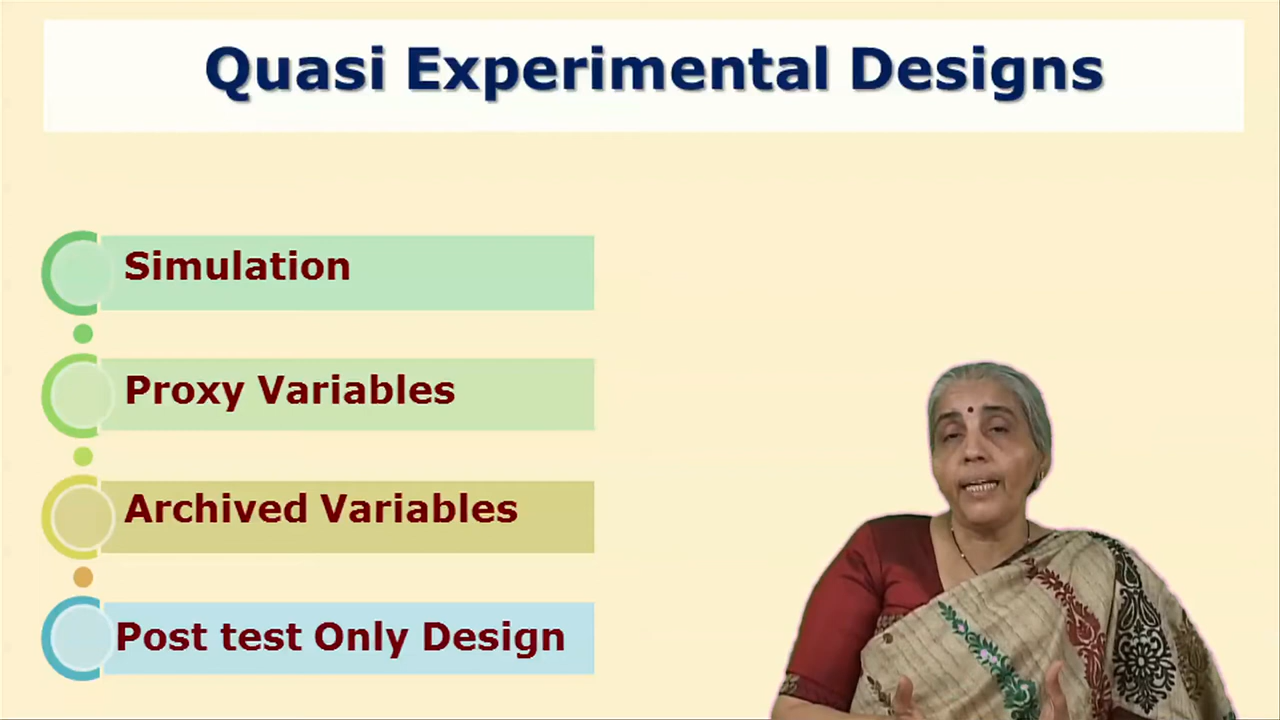 Quasi Experimental Designs
Simulation
Proxy Variables
Archived Variables
Post test Only Design